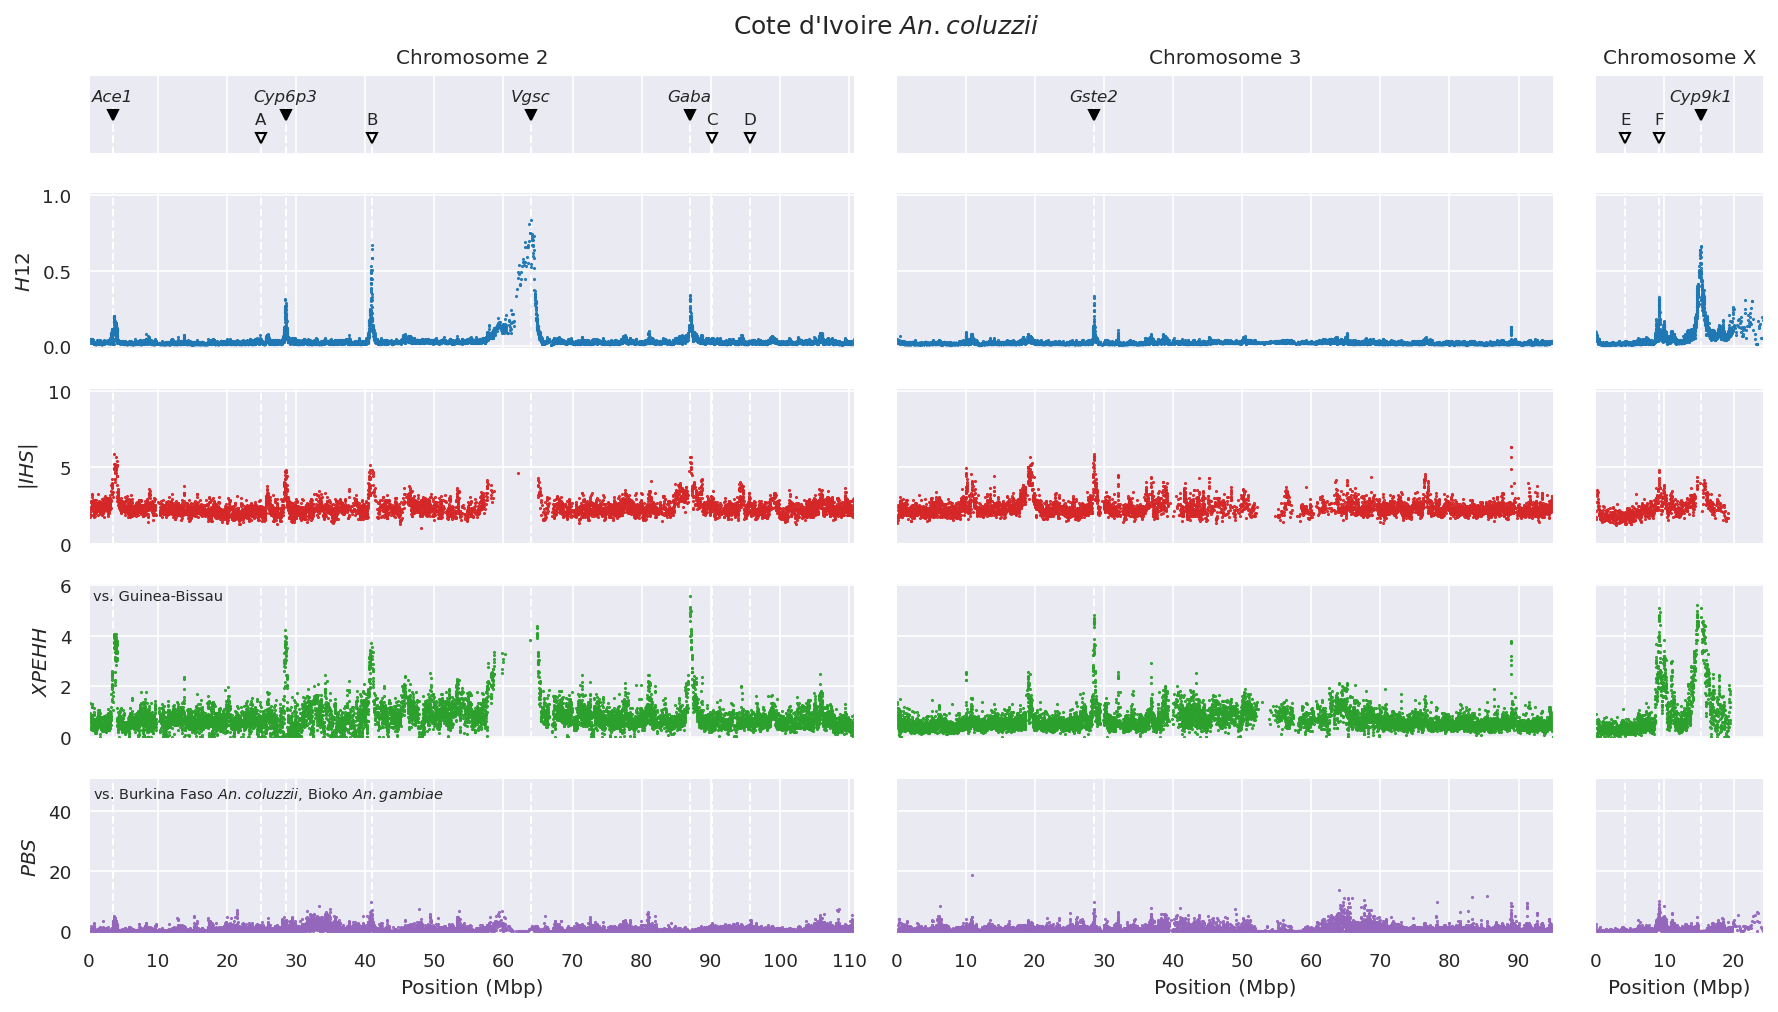 Cote d'Ivoire An. coluzzii
Chromosome 2 Chromosome 3 Chromosome X
Ace1 Cyp6p3 Vgsc Gaba Gste2 Cyp9k1
A B C D E F
H12
1.0
0.5
0.0
|IHS|
10
5
0
XPEHH
6
4
2
0
vs. Guinea-Bissau
PBS
40
20
0
vs. Burkina Faso An. coluzzii, Bioko An. gambiae
0 10 20 30 40 50 60 70 80 90 100 110 0 10 20 30 40 50 60 70 80 90 0 10 20
Position (Mbp) Position (Mbp) Position (Mbp)